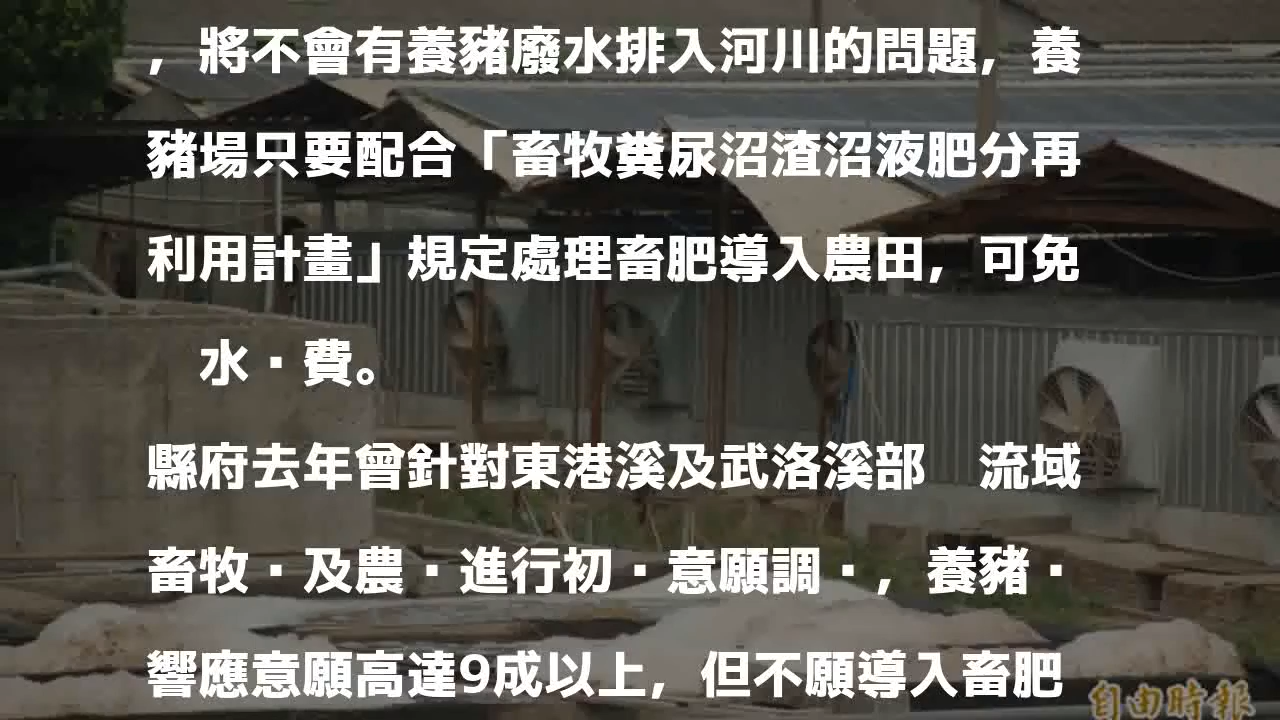 ，將不會有養豬廢水排入河川的問題，養
豬場只要配合「畜牧糞尿沼渣沼液肥分再
利用計畫」規定處理畜肥導入農田，可免
水·費。
縣府去年曾針對東港溪及武洛溪部　流域
畜牧·及農·進行初·意願調·，養豬·
響應意願高達9成以上，但不願導入畜肥
自由時報